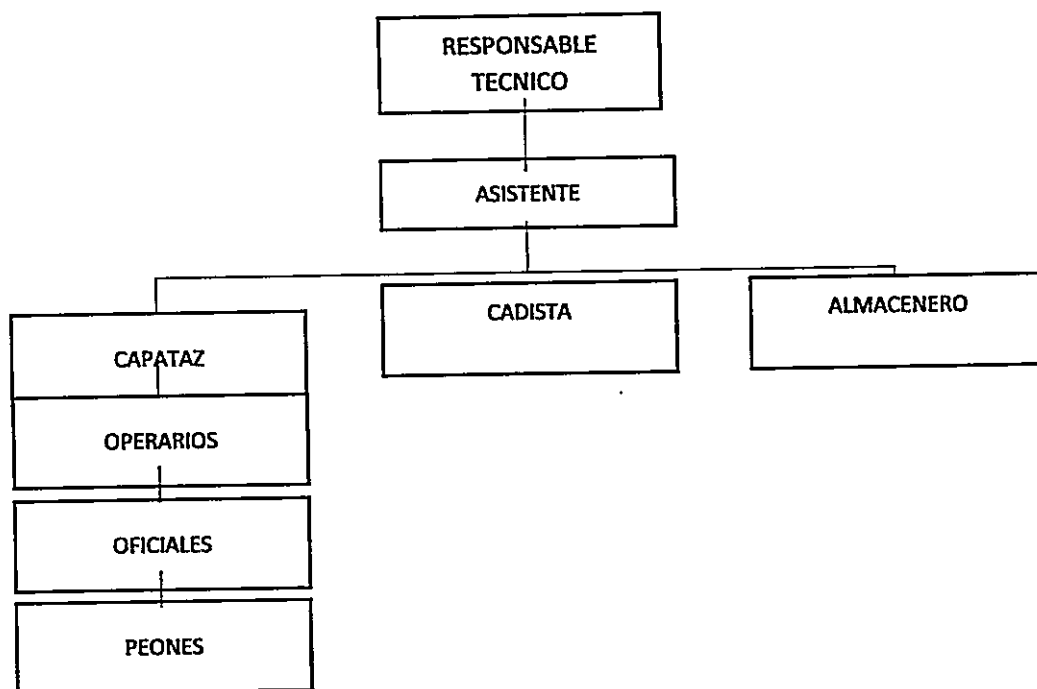 RESPONSABLE
TECNICO
ASISTENTE
CADISTA
ALMACENERO
CAPATAZ
OPERARIOS
OFICIALES
PEONES